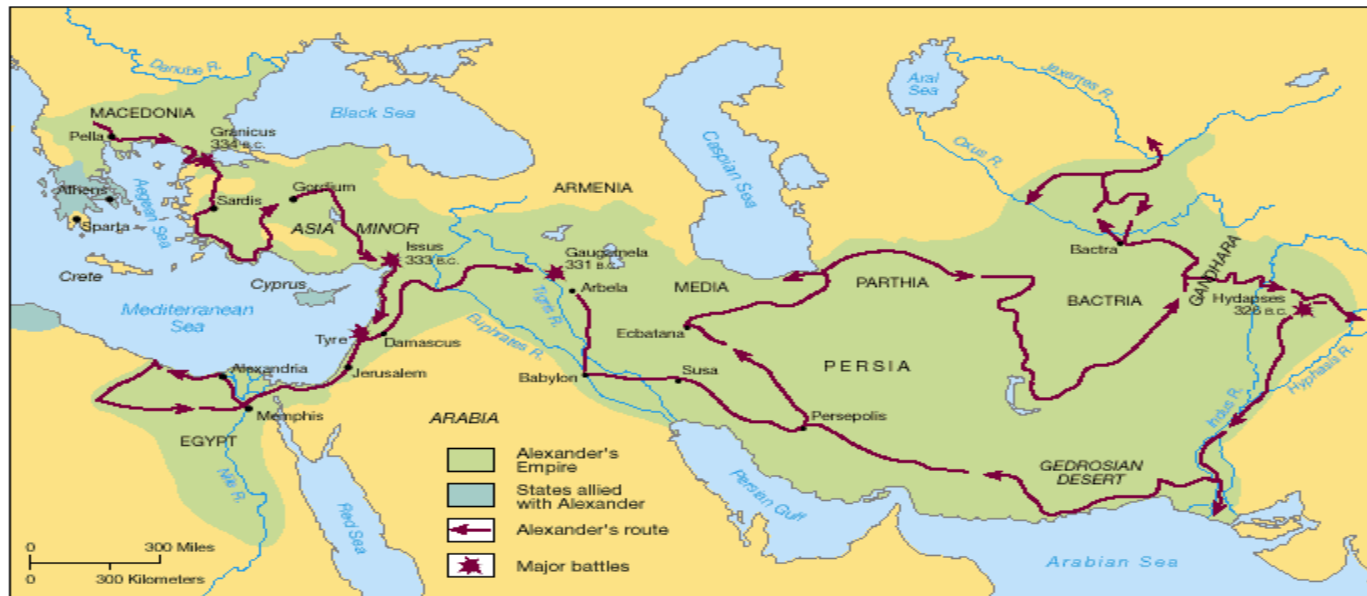 Danube R.
MACEDONIA
Pella
Granicus
334 B.C.
Black Sea
Aegean Sea
Athens
Sparta
Sardis
Gordium
ASIA MINOR
Crete
Cyprus
Mediterranean
Sea
Issus
333 B.C.
Tyre
Damascus
Jerusalem
Alexandria
Memphis
EGYPT
Nile R.
Red Sea
ARMENIA
Caspian Sea
Gaugamela
331 B.C.
Arbela
Tigris R.
Euphrates R.
Babylon
Susa
MEDIA
Ecbatana
PERSIA
Persepolis
ARABIA
Persian Gulf
Aral
Sea
Jaxartes R.
Oxus R.
PARTHIA
Bactra
BACTRIA
GANDHARA
Hydapses
326 B.C.
Indus R.
Hyphasis R.
GEDROSIAN
DESERT
Arabian Sea
Alexander's
Empire
States allied
with Alexander
Alexander's route
Major battles
0 300 Miles
0 300 Kilometers